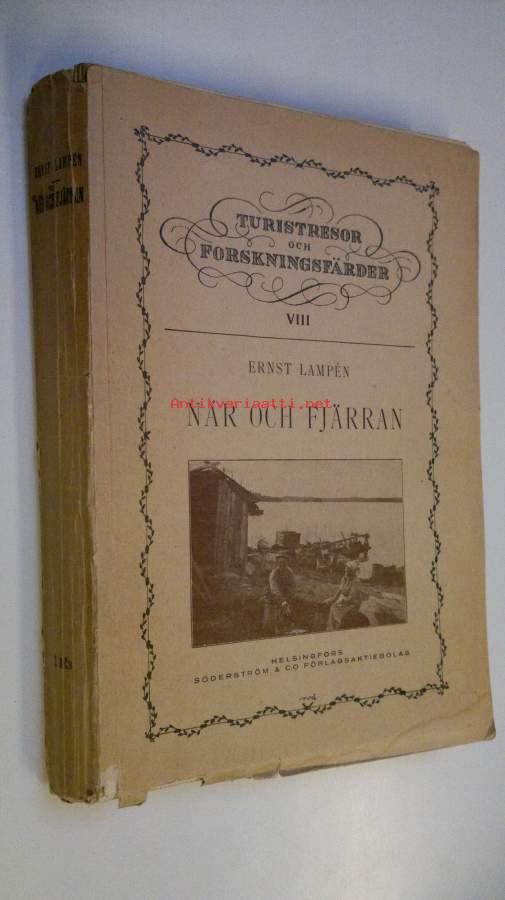 ERNST LAMPÉN
NÄR OCH FJÄRRAN
TURISTRESOR
OCH
FORSKNINGSFÄRDER
VIII
ERNST LAMPÉN
Antikvariaatti.net
NÄR OCH FJÄRRAN
HELSINGFORS
SÖDERSTRÖM & CO FÖRLAGSAKTIEBOLAG